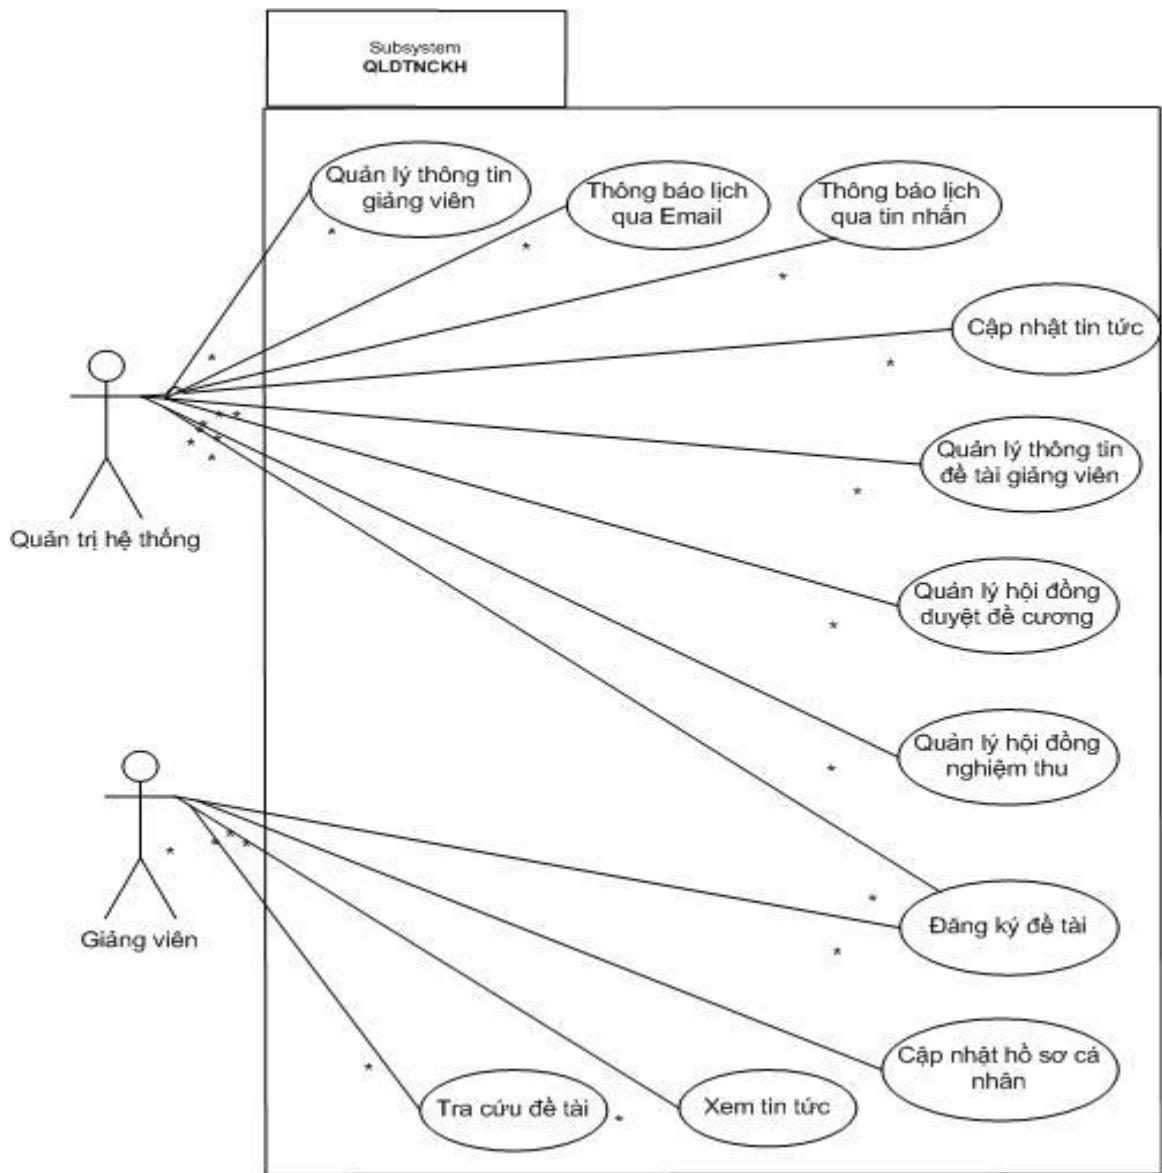 Subsystem
QLDTNCKH
Quản lý thông tin
giảng viên
Thông báo lịch
qua Email
Thông báo lịch
qua tin nhắn
Cập nhật tin tức
Quản lý thông tin
đề tài giảng viên
Quản trị hệ thống
Quản lý hội đồng
duyệt đề cương
Quản lý hội đồng
nghiệm thu
Giảng viên
Đăng ký đề tài
Cập nhật hồ sơ cá
nhân
Tra cứu đề tài
Xem tin tức